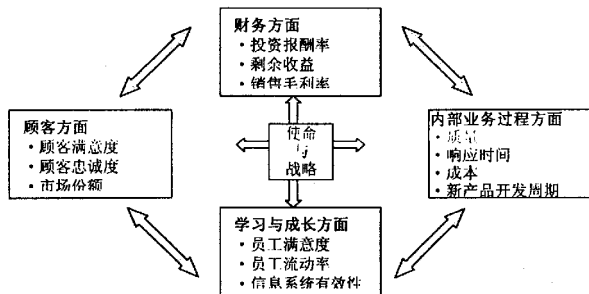 财务方面
• 投资报酬率
• 剩余收益
• 销售毛利率
顾客方面
• 顾客满意度
• 顾客忠诚度
• 市场份额
使命
与
战略
内部业务过程方面
• 质量
• 响应时间
• 成本
• 新产品开发周期
学习与成长方面
• 员工满意度
• 员工流动率
• 信息系统有效性